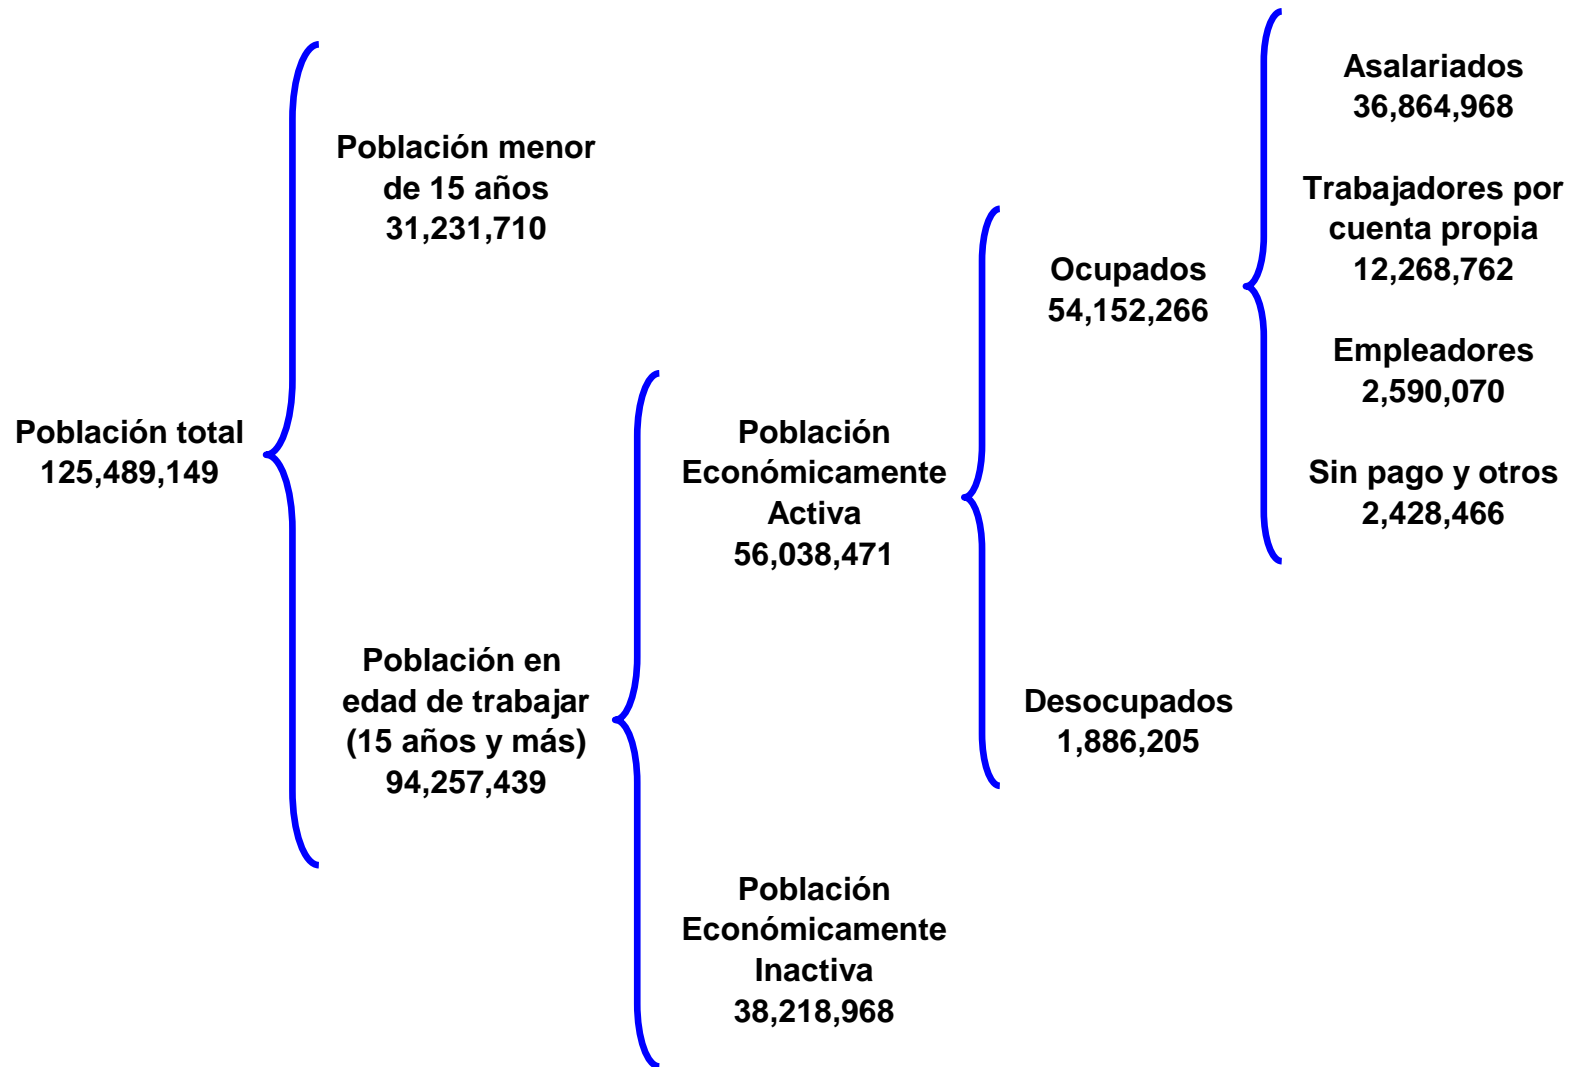 Población total
125,489,149
Población menor
de 15 años
31,231,710
Población en
edad de trabajar
(15 años y más)
94,257,439
Población
Económicamente
Activa
56,038,471
Población
Económicamente
Inactiva
38,218,968
Ocupados
54,152,266
Desocupados
1,886,205
Asalariados
36,864,968
Trabajadores por
cuenta propia
12,268,762
Empleadores
2,590,070
Sin pago y otros
2,428,466